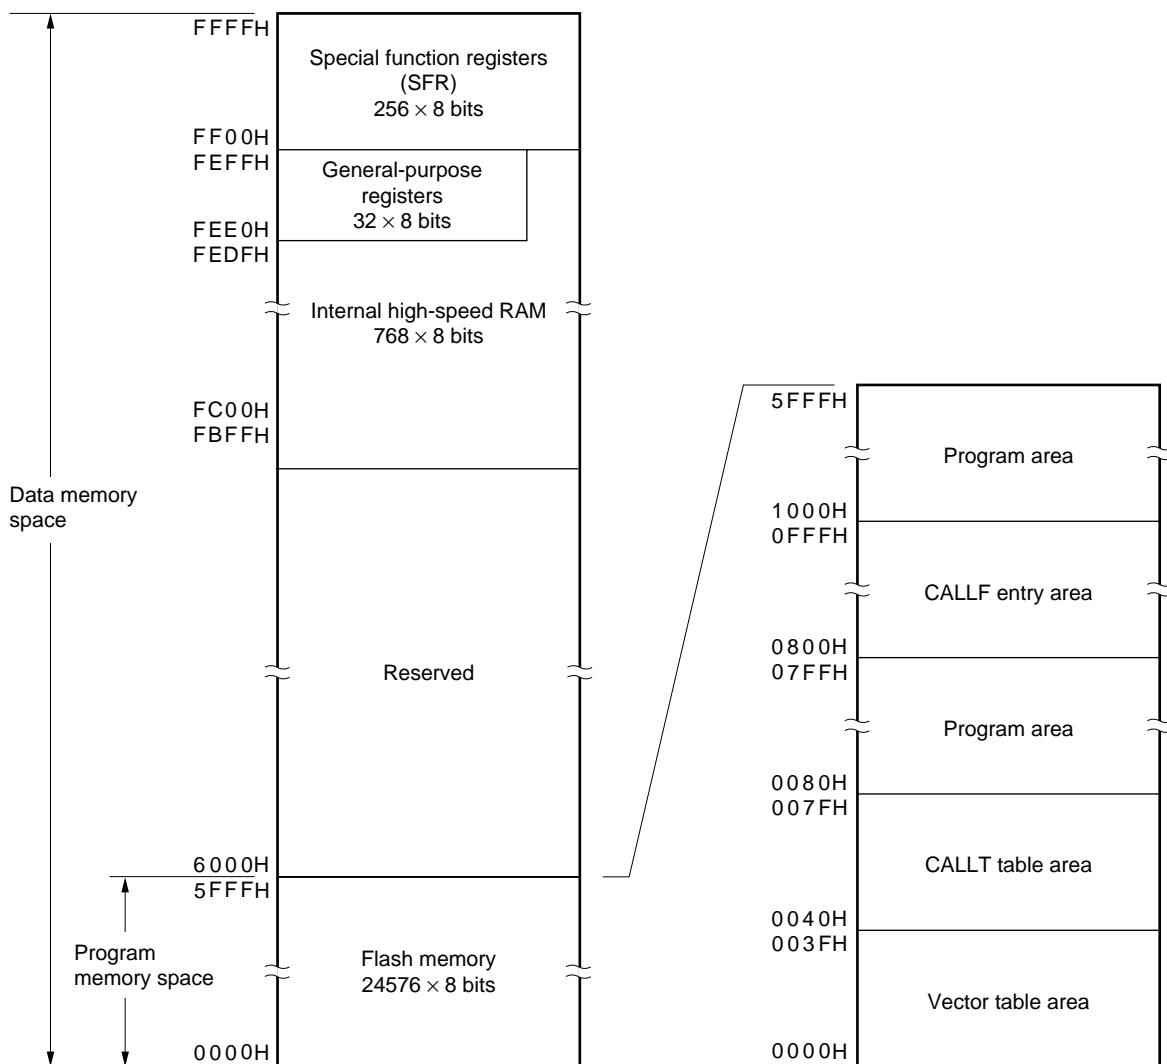 FFFFH
Special function registers
(SFR)
256 × 8 bits
FF00H
FEFFH
General-purpose
registers
32 × 8 bits
FEE0H
FEDFH
Internal high-speed RAM
768 × 8 bits
FC00H
FBFFH
Data memory
space
Reserved
6000H
5FFFH
Program
memory space
Flash memory
24576 × 8 bits
0000H
5FFFH
Program area
1000H
0FFFH
CALLF entry area
0800H
07FFH
Program area
0080H
007FH
CALLT table area
0040H
003FH
Vector table area
0000H